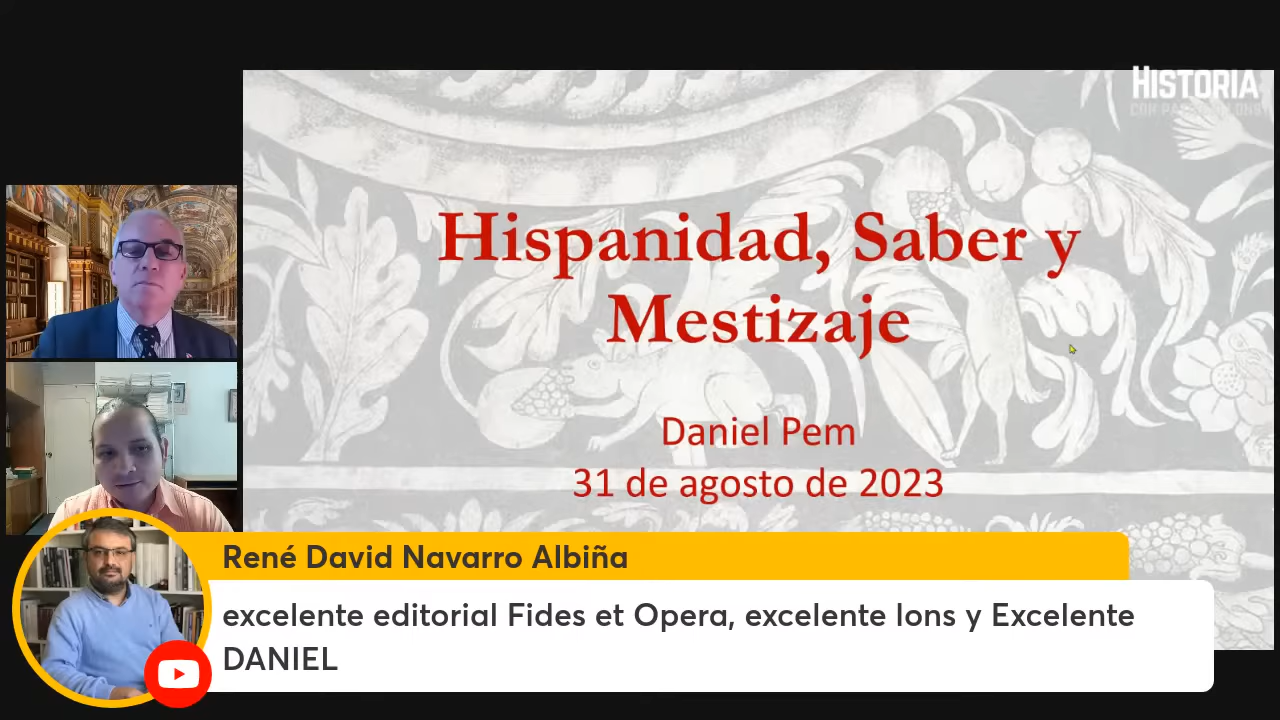 HISTORIA
Hispanidad, Saber y
Mestizaje
Daniel Pem
31 de agosto de 2023
René David Navarro Albiña
excelente editorial Fides et Opera, excelente Ions y Excelente
DANIEL